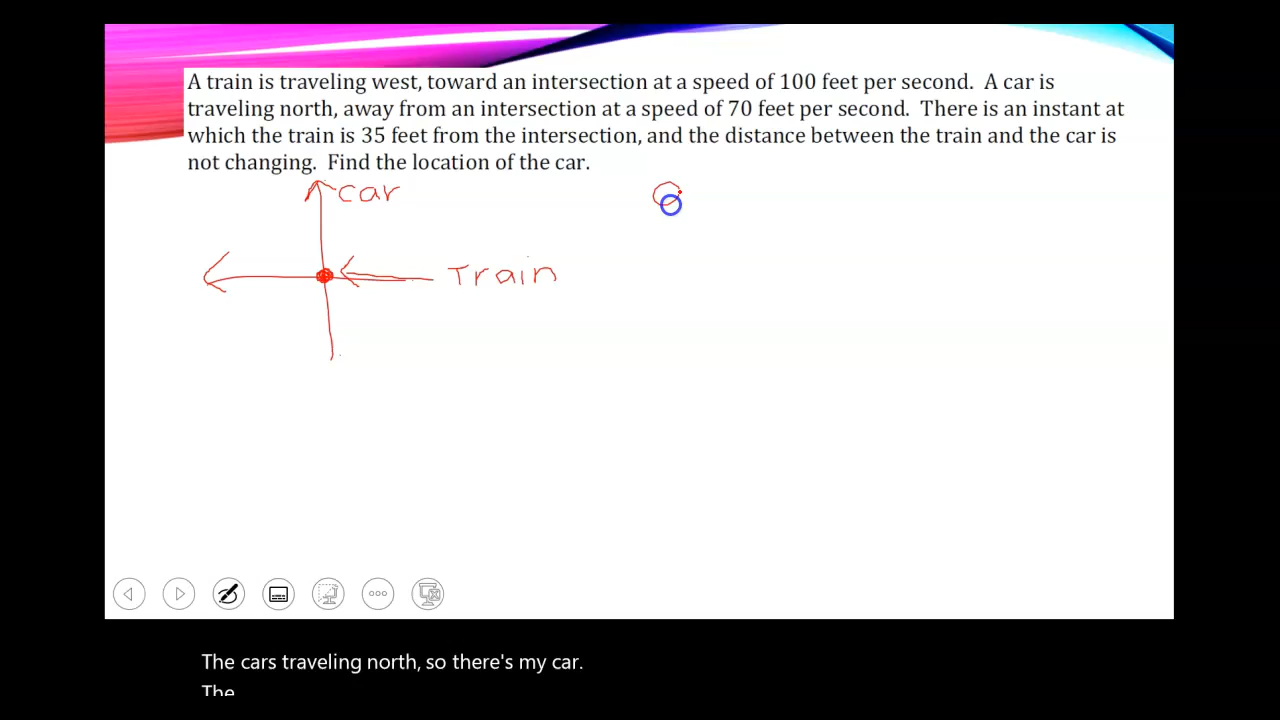 A train is traveling west, toward an intersection at a speed of 100 feet per second.  A car is
traveling north, away from an intersection at a speed of 70 feet per second.  There is an instant at
which the train is 35 feet from the intersection, and the distance between the train and the car is
not changing.  Find the location of the car.
car
Train
The cars traveling north, so there's my car.
The